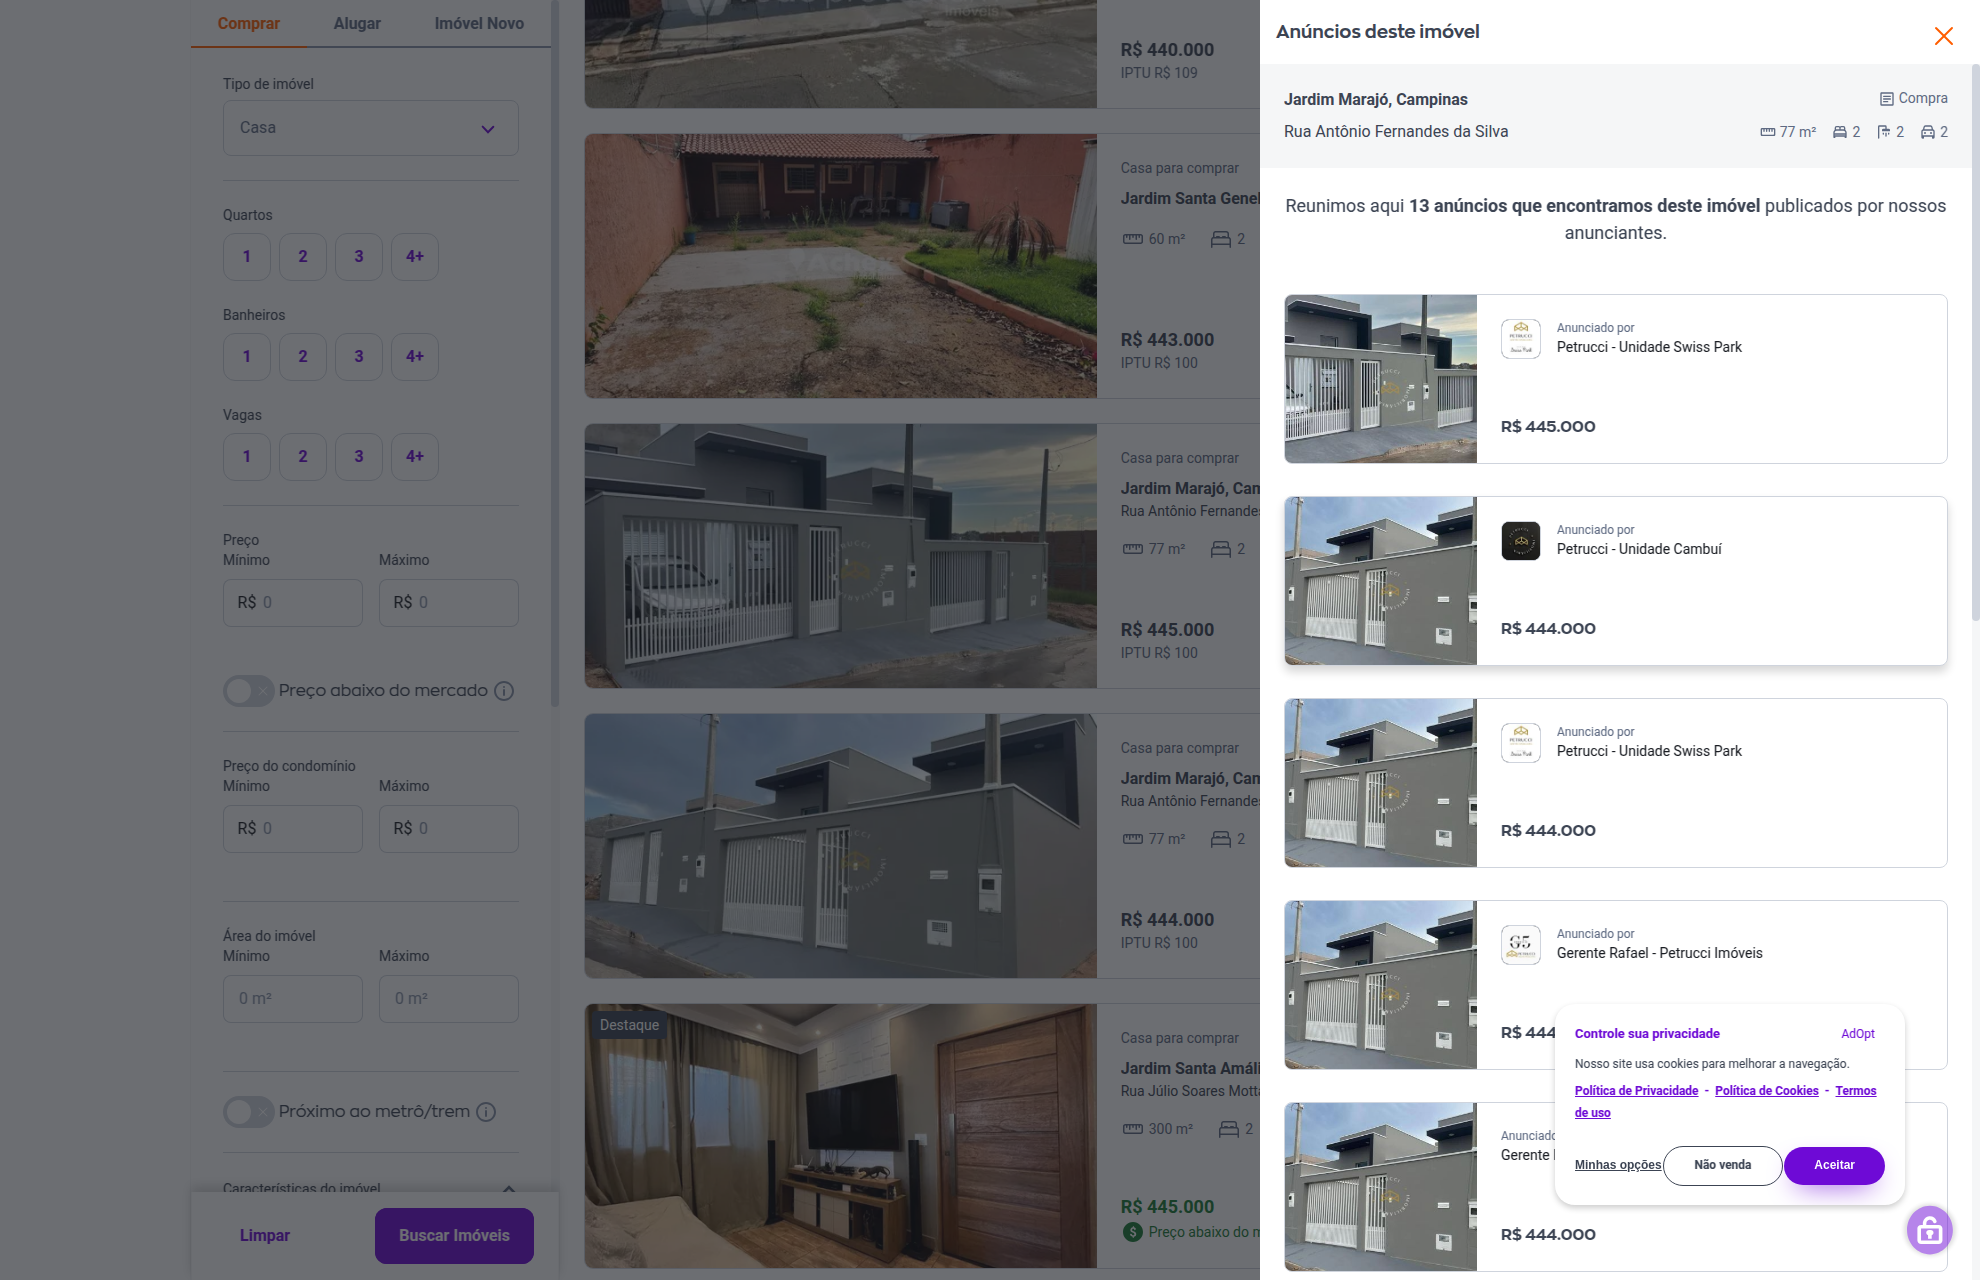 Comprar
Alugar
Imóvel Novo
Tipo de imóvel
Casa
Quartos
1
2
3
4+
Banheiros
1
2
3
4+
Vagas
1
2
3
4+
Preço
Mínimo
Máximo
R$ 0
R$ 0
Preço abaixo do mercado
Preço do condomínio
Mínimo
Máximo
R$ 0
R$ 0
Área do imóvel
Mínimo
Máximo
0 m²
0 m²
Próximo ao metrô/trem
Características do imóvel
Limpar
Buscar Imóveis
R$ 440.000
IPTU R$ 109
Casa para comprar
Jardim Santa Gene
60 m²
2
R$ 443.000
IPTU R$ 100
Casa para comprar
Jardim Marajó, Can
Rua Antônio Fernande
77 m²
2
R$ 445.000
IPTU R$ 100
Casa para comprar
Jardim Marajó, Can
Rua Antônio Fernande
77 m²
2
R$ 444.000
IPTU R$ 100
Destaque
Casa para comprar
Jardim Santa Amáli
Rua Júlio Soares Motta
300 m²
2
R$ 445.000
Preço abaixo do m
Anúncios deste imóvel
Jardim Marajó, Campinas
Compra
Rua Antônio Fernandes da Silva
77 m²
2
2
2
Reunimos aqui 13 anúncios que encontramos deste imóvel publicados por nossos
anunciantes.
Anunciado por
Petrucci - Unidade Swiss Park
R$ 445.000
Anunciado por
Petrucci - Unidade Cambuí
R$ 444.000
Anunciado por
Petrucci - Unidade Swiss Park
R$ 444.000
G5
Anunciado por
Gerente Rafael - Petrucci Imóveis
R$ 444
Anunciado
Gerente
R$ 444.000
Controle sua privacidade
AdOpt
Nosso site usa cookies para melhorar a navegação.
Política de Privacidade - Política de Cookies - Termos
de uso
Minhas opções
Não venda
Aceitar